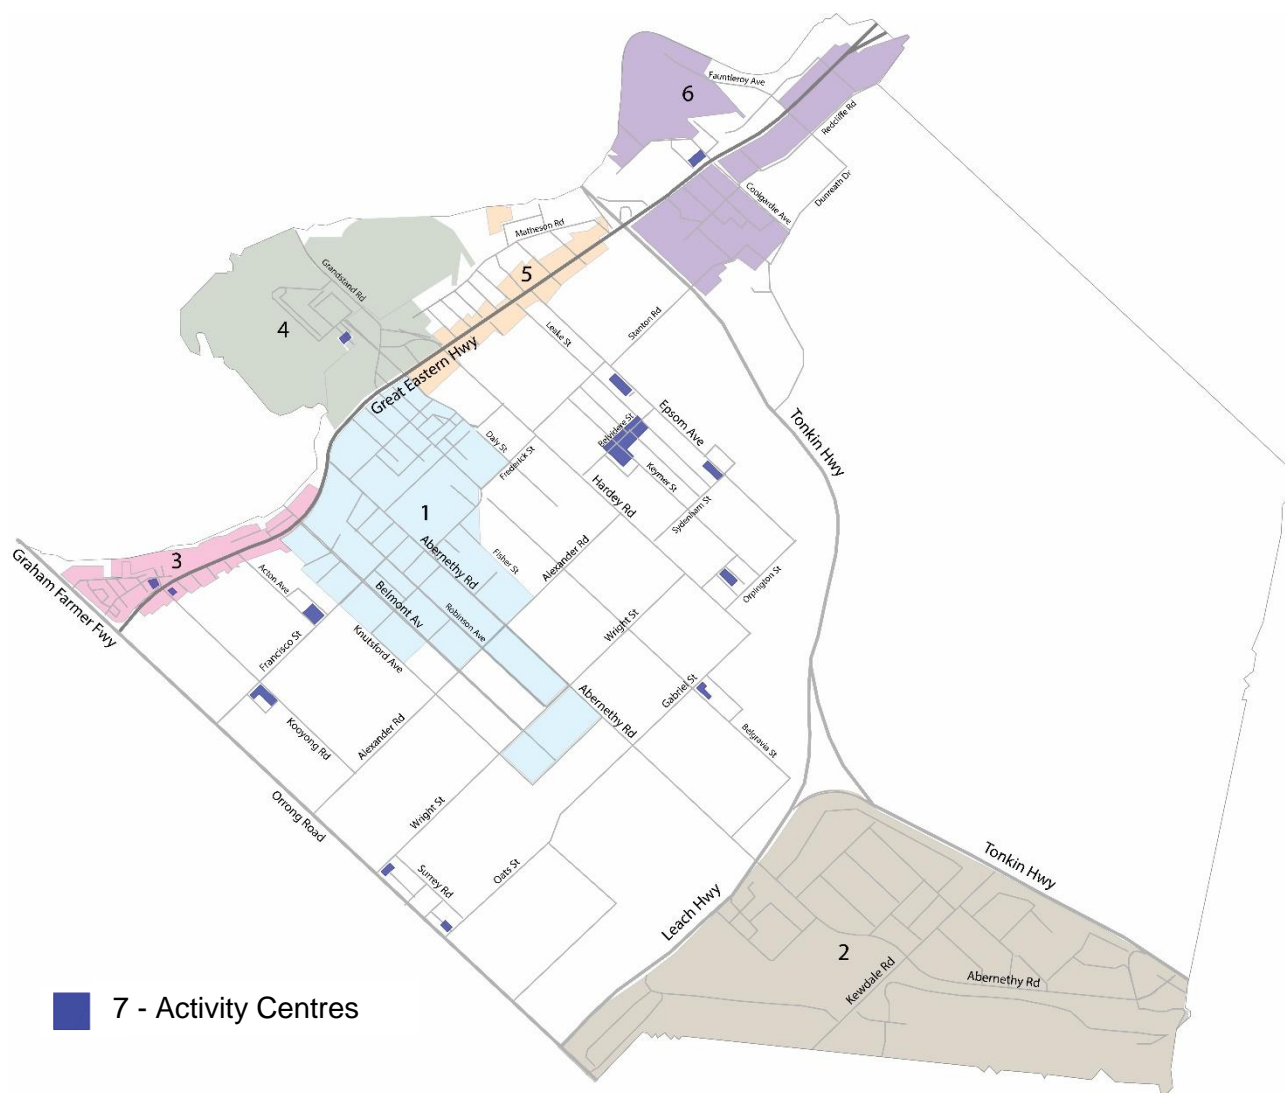 Fauntleroy Ave
6
Redcliffe Rd
Coolgardie Ave
Dunreath Dr
Matheson Rd
5
Grandstand Rd
4
Leake St
Stanton Rd
Great Eastern Hwy
Epsom Ave
Tonkin Hwy
Belvidere St
Daly St
Frederick St
Keymer St
Hardey Rd
Sydenham St
1
Abernethy Rd
Fisher St
Alexander Rd
Orpington St
3
Graham Farmer Fwy
Acton Ave
Belmont Av
Robinson Ave
Wright St
Francisco St
Knutsford Ave
Gabriel St
Abernethy Rd
Belgravia St
Kooyong Rd
Alexander Rd
Orrong Road
Wright St
Surrey Rd
Oats St
Leach Hwy
Tonkin Hwy
2
Kewdale Rd
Abernethy Rd
7 - Activity Centres